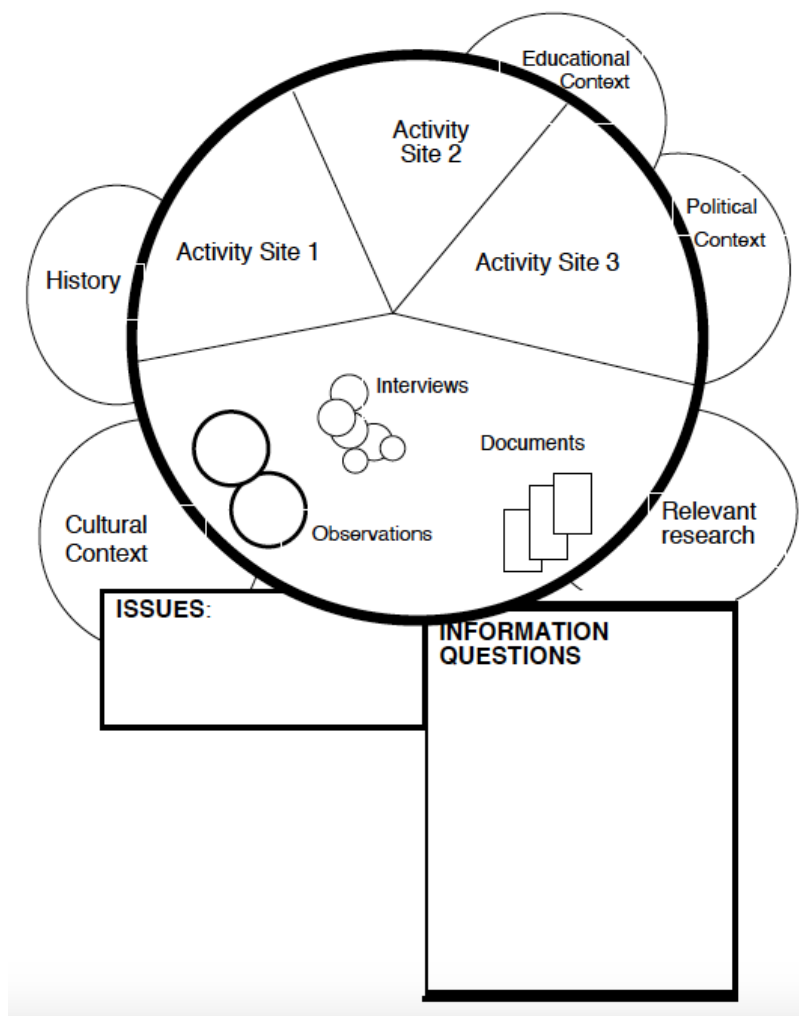 Educational
Context
Activity
Site 2
Political
Context
Activity Site 1
Activity Site 3
History
Interviews
Documents
Observations
Relevant
research
Cultural
Context
ISSUES:
INFORMATION
QUESTIONS